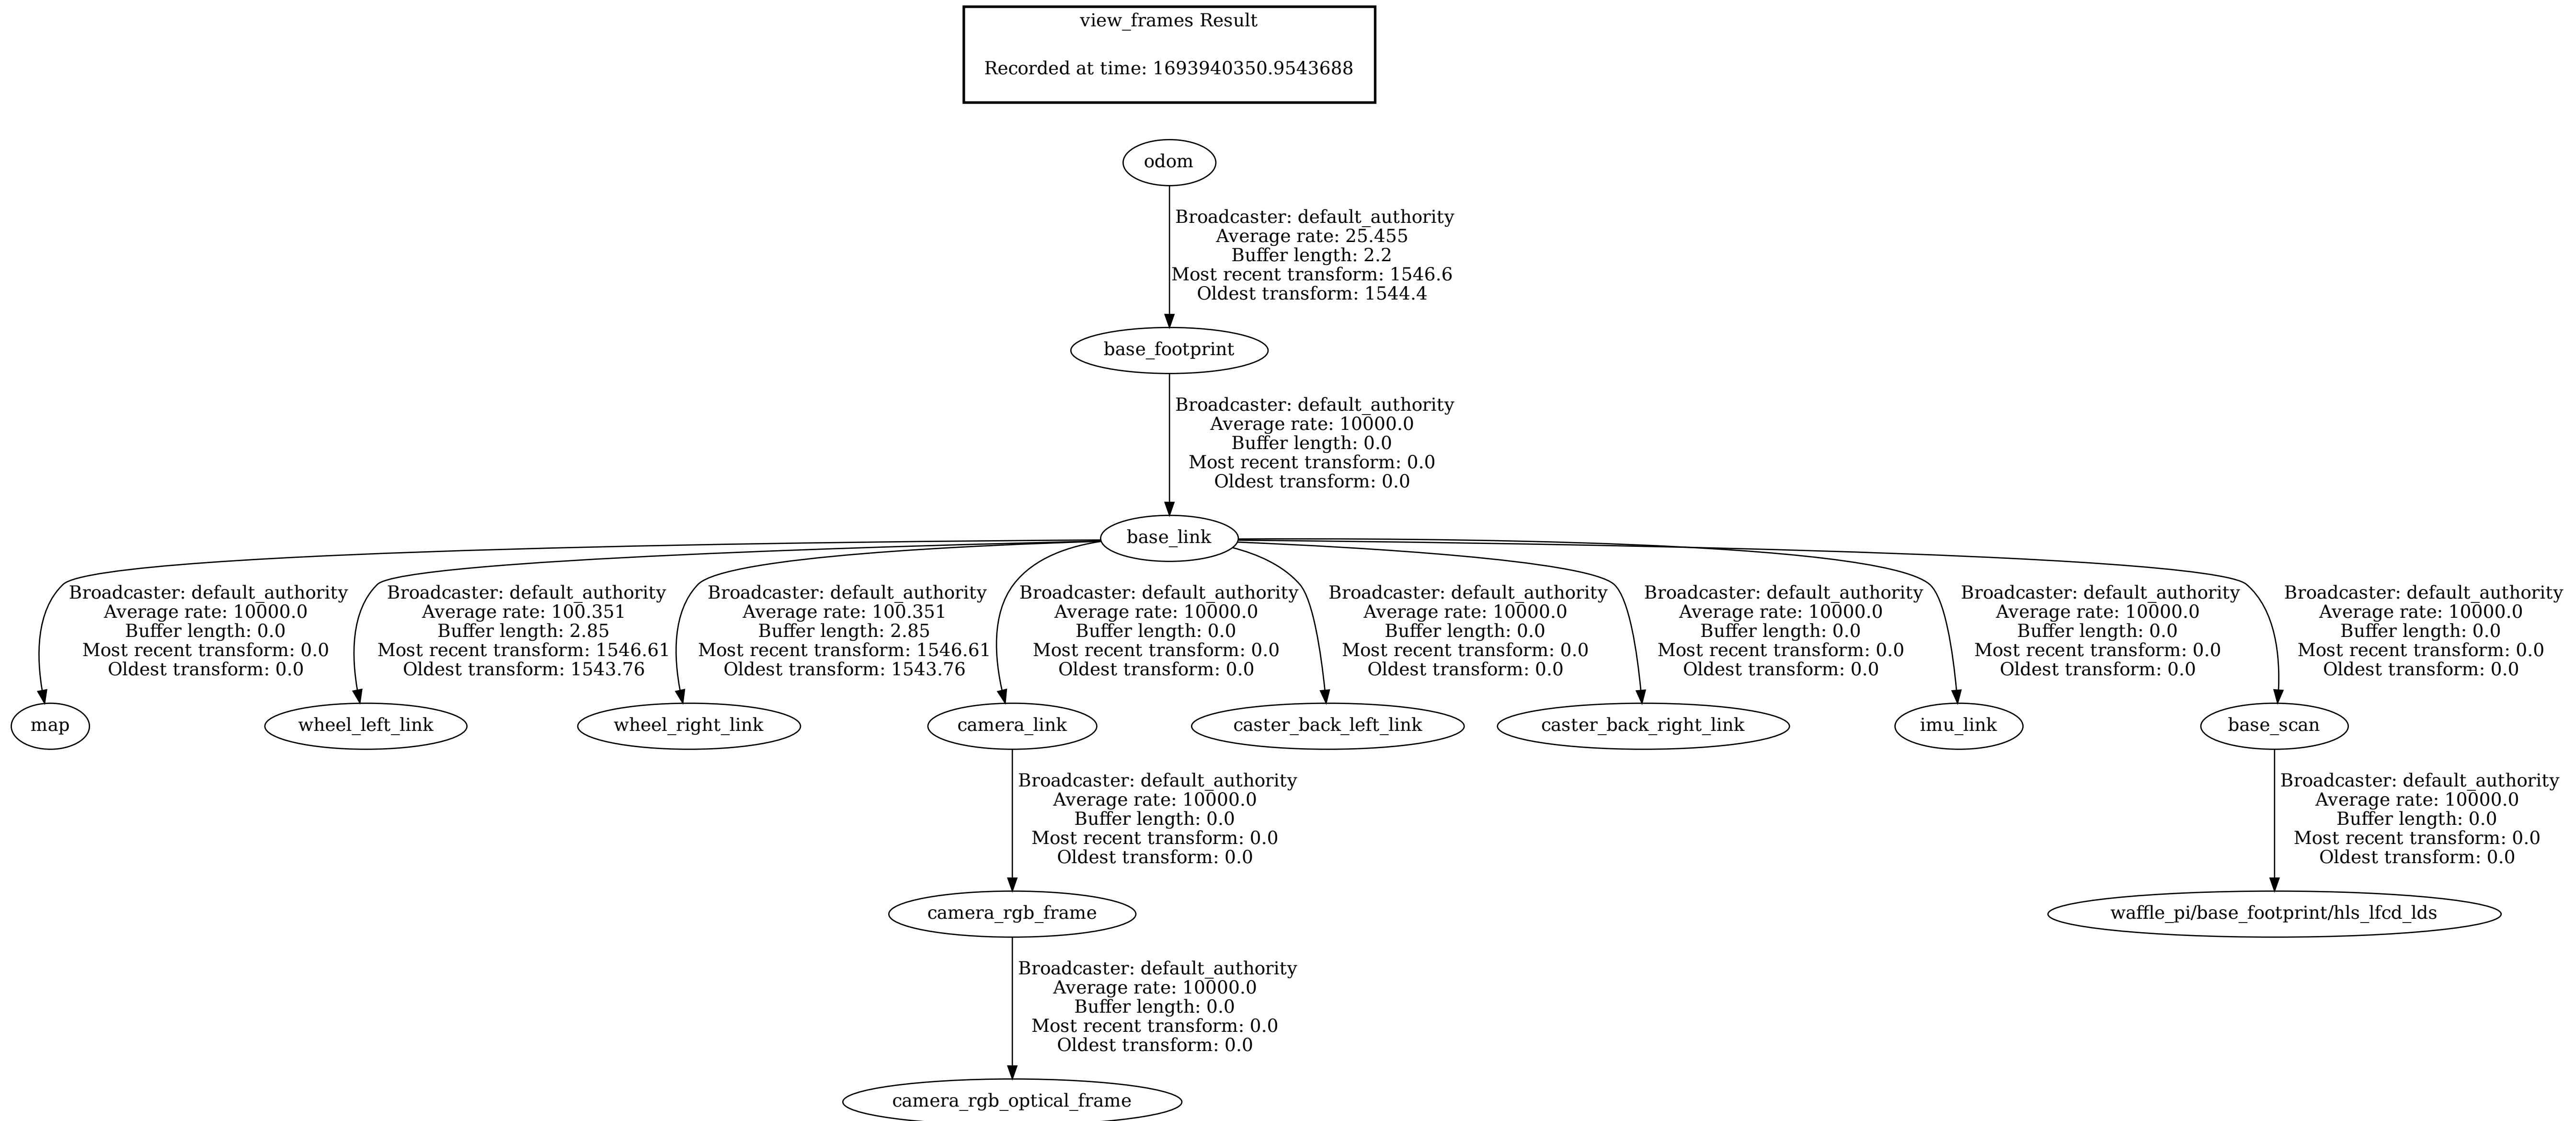 view_frames Result
Recorded at time: 1693940350.9543688
odom
Broadcaster: default_authority
Average rate: 25.455
Buffer length: 2.2
Most recent transform: 1546.6
Oldest transform: 1544.4
base_footprint
Broadcaster: default_authority
Average rate: 10000.0
Buffer length: 0.0
Most recent transform: 0.0
Oldest transform: 0.0
base_link
Broadcaster: default_authority
Average rate: 10000.0
Buffer length: 0.0
Most recent transform: 0.0
Oldest transform: 0.0
Broadcaster: default_authority
Average rate: 100.351
Buffer length: 2.85
Most recent transform: 1546.61
Oldest transform: 1543.76
Broadcaster: default_authority
Average rate: 100.351
Buffer length: 2.85
Most recent transform: 1546.61
Oldest transform: 1543.76
Broadcaster: default_authority
Average rate: 10000.0
Buffer length: 0.0
Most recent transform: 0.0
Oldest transform: 0.0
Broadcaster: default_authority
Average rate: 10000.0
Buffer length: 0.0
Most recent transform: 0.0
Oldest transform: 0.0
Broadcaster: default_authority
Average rate: 10000.0
Buffer length: 0.0
Most recent transform: 0.0
Oldest transform: 0.0
Broadcaster: default_authority
Average rate: 10000.0
Buffer length: 0.0
Most recent transform: 0.0
Oldest transform: 0.0
Broadcaster: default_authority
Average rate: 10000.0
Buffer length: 0.0
Most recent transform: 0.0
Oldest transform: 0.0
map
wheel_left_link
wheel_right_link
camera_link
caster_back_left_link
caster_back_right_link
imu_link
base_scan
Broadcaster: default_authority
Average rate: 10000.0
Buffer length: 0.0
Most recent transform: 0.0
Oldest transform: 0.0
Broadcaster: default_authority
Average rate: 10000.0
Buffer length: 0.0
Most recent transform: 0.0
Oldest transform: 0.0
camera_rgb_frame
waffle_pi/base_footprint/hls_lfcd_lds
Broadcaster: default_authority
Average rate: 10000.0
Buffer length: 0.0
Most recent transform: 0.0
Oldest transform: 0.0
camera_rgb_optical_frame